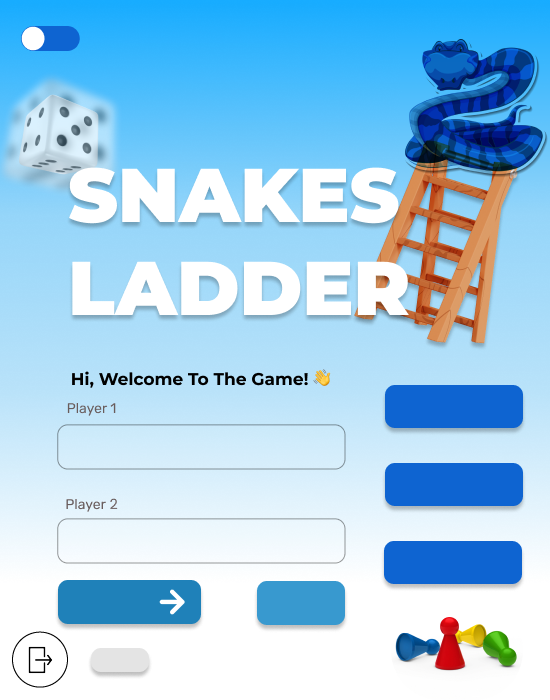 SNAKES
LADDER
Hi, Welcome To The Game! 👋
Player 1
Player 2